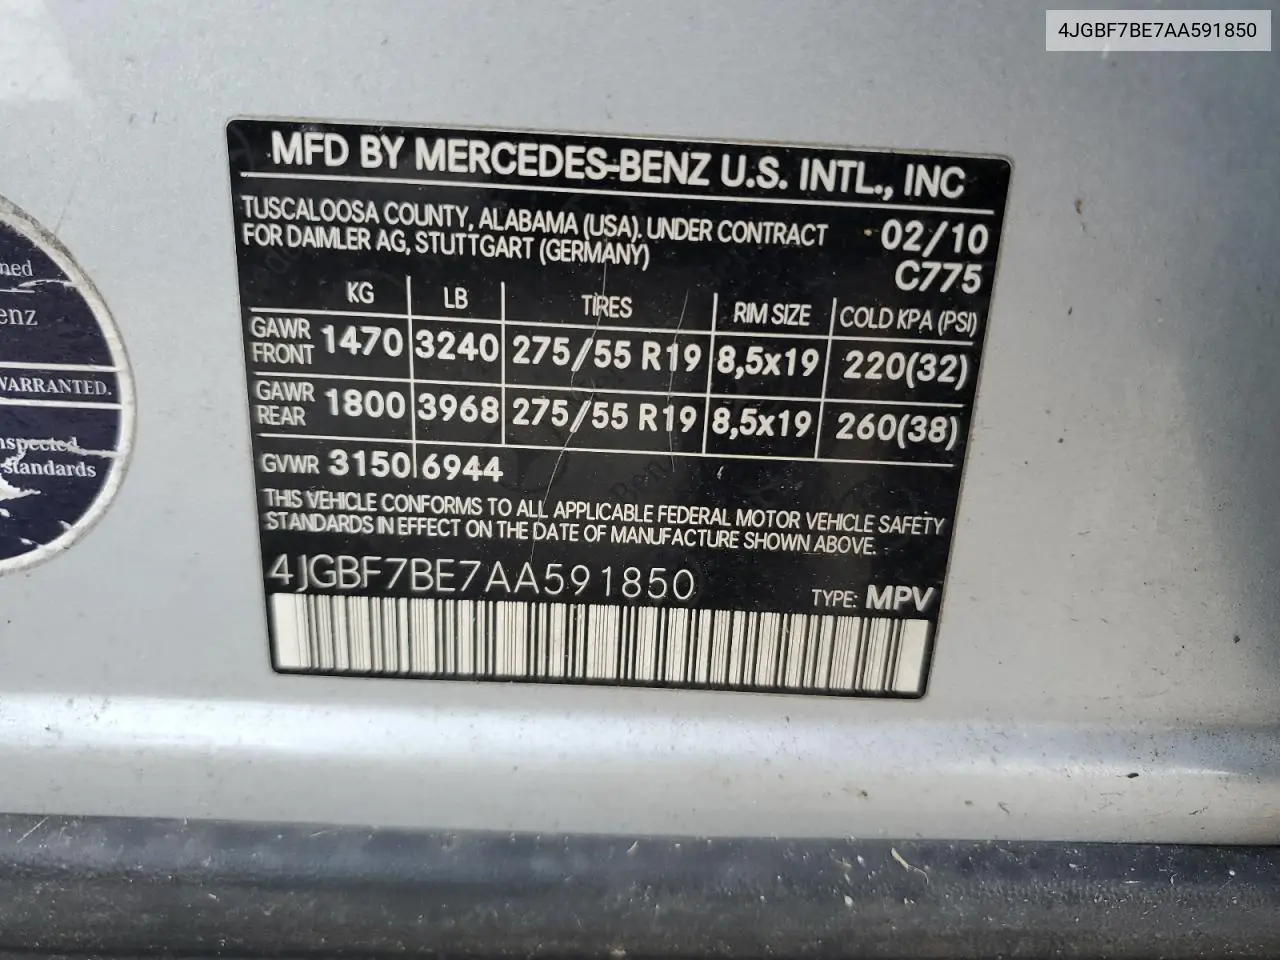 4JGBF7BE7AA591850
MFD BY MERCEDES-BENZ U.S. INTL., INC
TUSCALOOSA COUNTY, ALABAMA (USA). UNDER CONTRACT 02/10
FOR DAIMLER AG, STUTTGART (GERMANY)
C775
KG LB TIRES RIM SIZE COLD KPA (PSI)
GAWR FRONT 1470 3240 275/55 R19 8,5x19 220(32)
GAWR REAR 1800 3968 275/55 R19 8,5x19 260(38)
GVWR 3150 6944
THIS VEHICLE CONFORMS TO ALL APPLICABLE FEDERAL MOTOR VEHICLE SAFETY
STANDARDS IN EFFECT ON THE DATE OF MANUFACTURE SHOWN ABOVE.
4JGBF7BE7AA591850
TYPE: MPV
WARRANTED.
standards